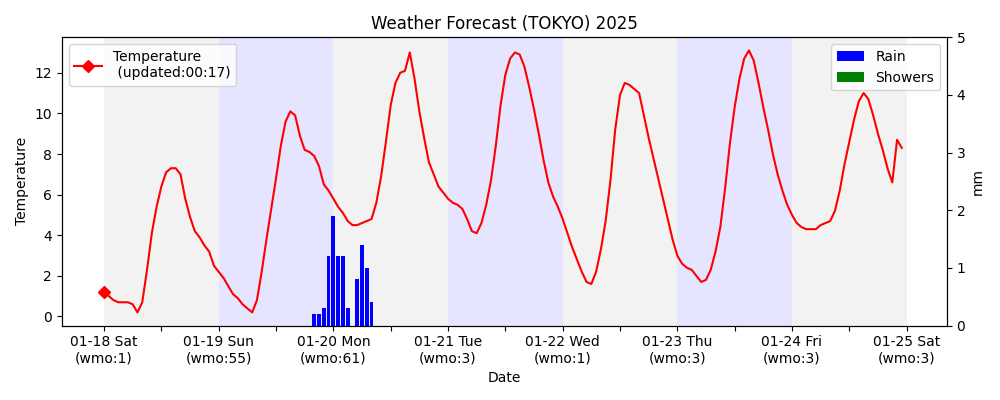 Weather Forecast (TOKYO) 2025
Temperature
(updated:00:17)
Rain
Showers
Temperature
12
10
8
6
4
2
0
5
4
3
2
1
0
mm
01-18 Sat
(wmo:1)
01-19 Sun
(wmo:55)
01-20 Mon
(wmo:61)
01-21 Tue
(wmo:3)
01-22 Wed
(wmo:1)
01-23 Thu
(wmo:3)
01-24 Fri
(wmo:3)
01-25 Sat
(wmo:3)
Date